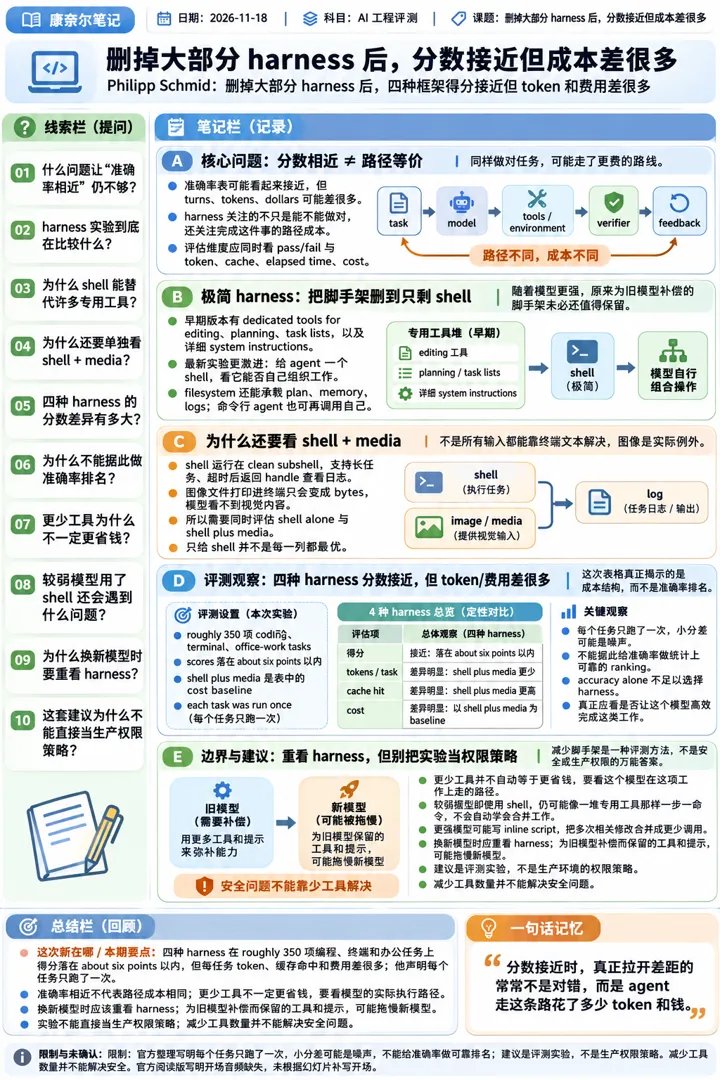 康奈尔笔记
日期：2026-11-18
科目：AI 工程评测
课题：删掉大部分 harness 后，分数接近但成本差很多
删掉大部分 harness 后，分数接近但成本差很多
Philipp Schmid：删掉大部分 harness 后，四种框架得分接近但 token 和费用差很多
线索栏（提问）
01 什么问题让“准确
率相近”仍不够？
02 harness 实验到底
在比较什么？
03 为什么 shell 能替
代许多专用工具？
04 为什么还要单独看
shell + media？
05 四种 harness 的
分数差异有多大？
06 为什么不能据此做
准确率排名？
07 更少工具为什么
不一定更省钱？
08 较弱模型用了
shell 还会遇到
什么问题？
09 为什么换新模型时
要重看 harness？
10 这套建议为什么不
能直接当生产权限
策略？
笔记栏（记录）
A 核心问题：分数相近 ≠ 路径等价
同样做对任务，可能走了更费的路线。
准确率表可能看起来接近，但
turns、tokens、dollars 可能差很多。
harness 关注的不只是能不能做对，
还关注完成这件事的路径成本。
评估维度应同时看 pass/fail 与
token、cache、elapsed time、cost。
task
model
tools /
environment
verifier
feedback
路径不同，成本不同
B 极简 harness：把脚手架删到只剩 shell
随着模型更强，原来为旧模型补偿的
脚手架未必还值得保留。
早期版本有 dedicated tools for
editing、planning、task lists，以及
详细 system instructions。
最新实验更激进：给 agent 一个
shell，看它能否自己组织工作。
filesystem 还能承载 plan、memory、
logs；命令行 agent 也可再调用自己。
专用工具堆（早期）
editing 工具
planning / task lists
详细 system instructions
shell
（极简）
模型自行
组合操作
C 为什么还要看 shell + media
不是所有输入都能靠终端文本解决，图像是实际例外。
shell 运行在 clean subshell，支持长任
务、超时后返回 handle 查看日志。
图像文件打印进终端只会变成 bytes，
模型看不到视觉内容。
所以需要同时评估 shell alone 与
shell plus media。
只给 shell 并不是每一列都最优。
shell
（执行任务）
image / media
（提供视觉输入）
log
（任务日志 / 输出）
D 评测观察：四种 harness 分数接近，但 token/费用差很多
这次表格真正揭示的是
成本结构，而不是准确率排名。
评测设置（本次实验）
roughly 350 项
terminal、office-work tasks
scores 落在 about six points 以内
shell plus media 是表中的
cost baseline
each task was run once
（每个任务只跑一次）
4 种 harness 总览（定性对比）
评估项 总体观察（四种 harness）
得分 接近：落在 about six points 以内
tokens / task 差异明显：shell plus media 更少
cache hit 差异明显：shell plus media 更高
cost 差异明显：以 shell plus media 为
baseline
关键观察
每个任务只跑了一次，小分差
可能是噪声。
不能据此给准确率做统计上
可靠的 ranking。
accuracy alone 不足以选择
harness。
真正应看是否让这个模型高效
完成这类工作。
E 边界与建议：重看 harness，但别把实验当权限策略
减少脚手架是一种评测方法，不是安
全或生产权限的万能答案。
旧模型
（需要补偿）
用更多工具和提示
来弥补能力
新模型
（可能被拖慢）
为旧模型保留的
工具和提示，
可能拖慢新模型
安全问题不能靠少工具解决
更少工具并不自动等于更省钱，要看这个模型在这项工
作上走的路径。
较弱模型即使用 shell，仍可能像一堆专用工具那样一步一命
令，不会自动学会合并工作。
更强模型可能写 inline script，把多次相关修改合并成更少调用。
换新模型时应重看 harness；为旧模型补偿而保留的工具和提示，
可能拖慢新模型。
建议是评测实验，不是生产环境的权限策略。
减少工具数量并不能解决安全问题。
总结栏（回顾）
这次新在哪 / 本期要点：四种 harness 在 roughly 350 项编程、终端和办公任务上
得分落在 about six points 以内，但每任务 token、缓存命中和费用差很多；他声明每个
任务只跑了一次。
准确率相近不代表路径成本相同；更少工具不一定更省钱，要看模型的实际执行路径。
换新模型时应该重看 harness；为旧模型补偿而保留的工具和提示，可能拖慢新模型。
实验不能直接当生产权限策略；减少工具数量并不能解决安全问题。
一句话记忆
“分数接近时，真正拉开差距的
常常不是对错，而是 agent
走这条路花了多少 token 和钱。”
限制与未确认：限制：官方整理写明每个任务只跑了一次，小分差可能是噪声，不能给准确率做可靠排名；建议是评测实验，不是生产权限策略。减少工具
数量并不能解决安全。官方阅读版写明开场音频缺失，未根据幻灯片补写开场。